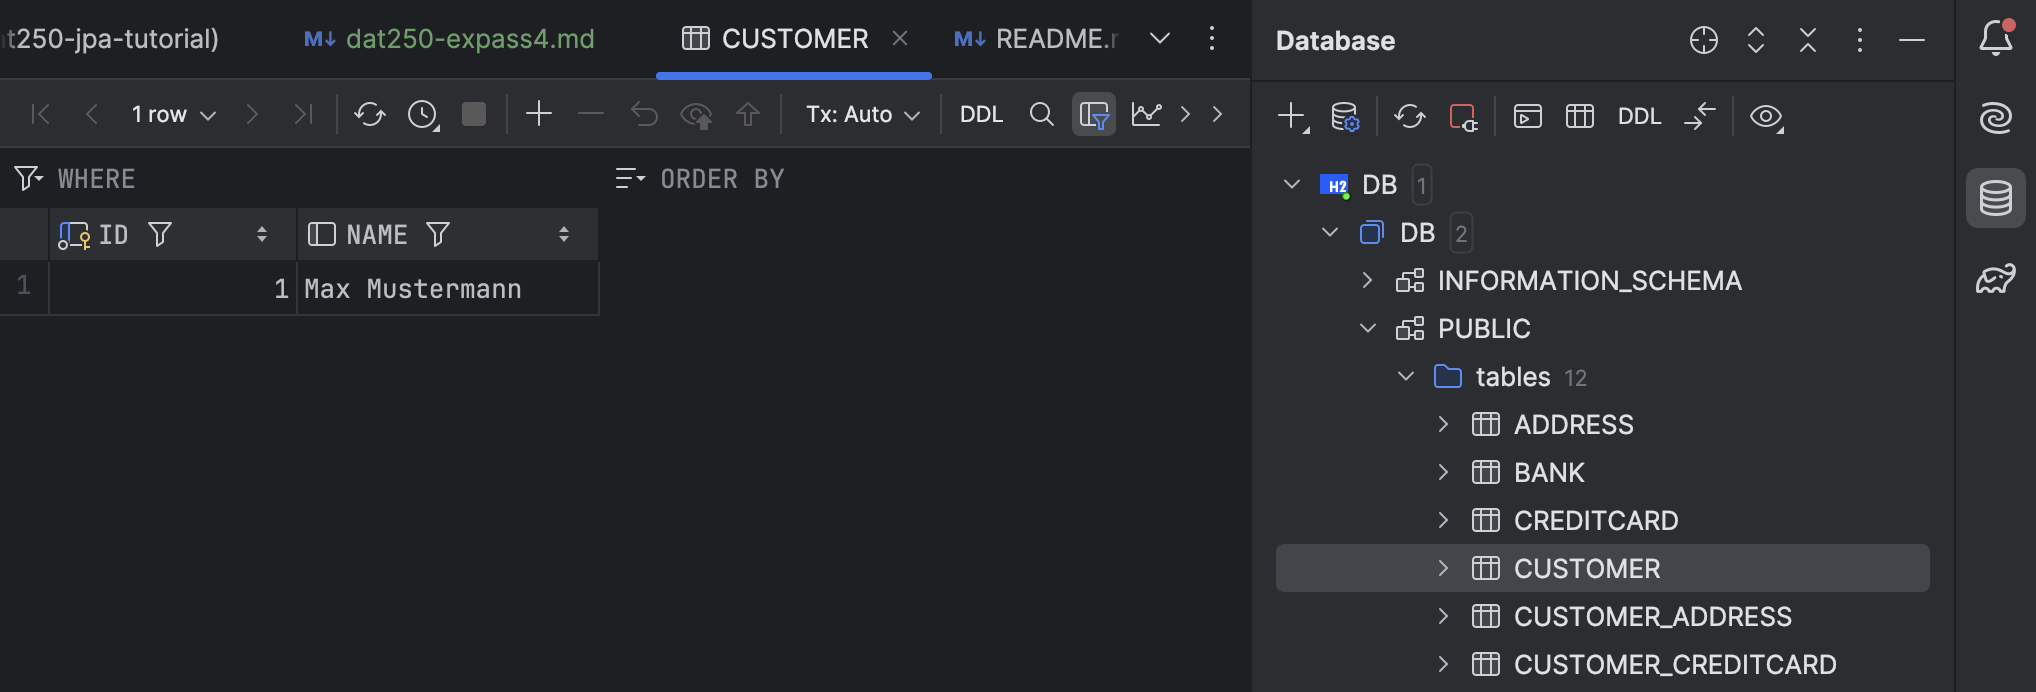 t250-jpa-tutorial)
M↓ dat250-expass4.md
CUSTOMER
M↓ README.
Database
1 row
Tx: Auto
DDL
DDL
WHERE
ORDER BY
ID
NAME
1
1
Max Mustermann
H2 DB 1
DB 2
INFORMATION_SCHEMA
PUBLIC
tables 12
ADDRESS
BANK
CREDITCARD
CUSTOMER
CUSTOMER_ADDRESS
CUSTOMER_CREDITCARD